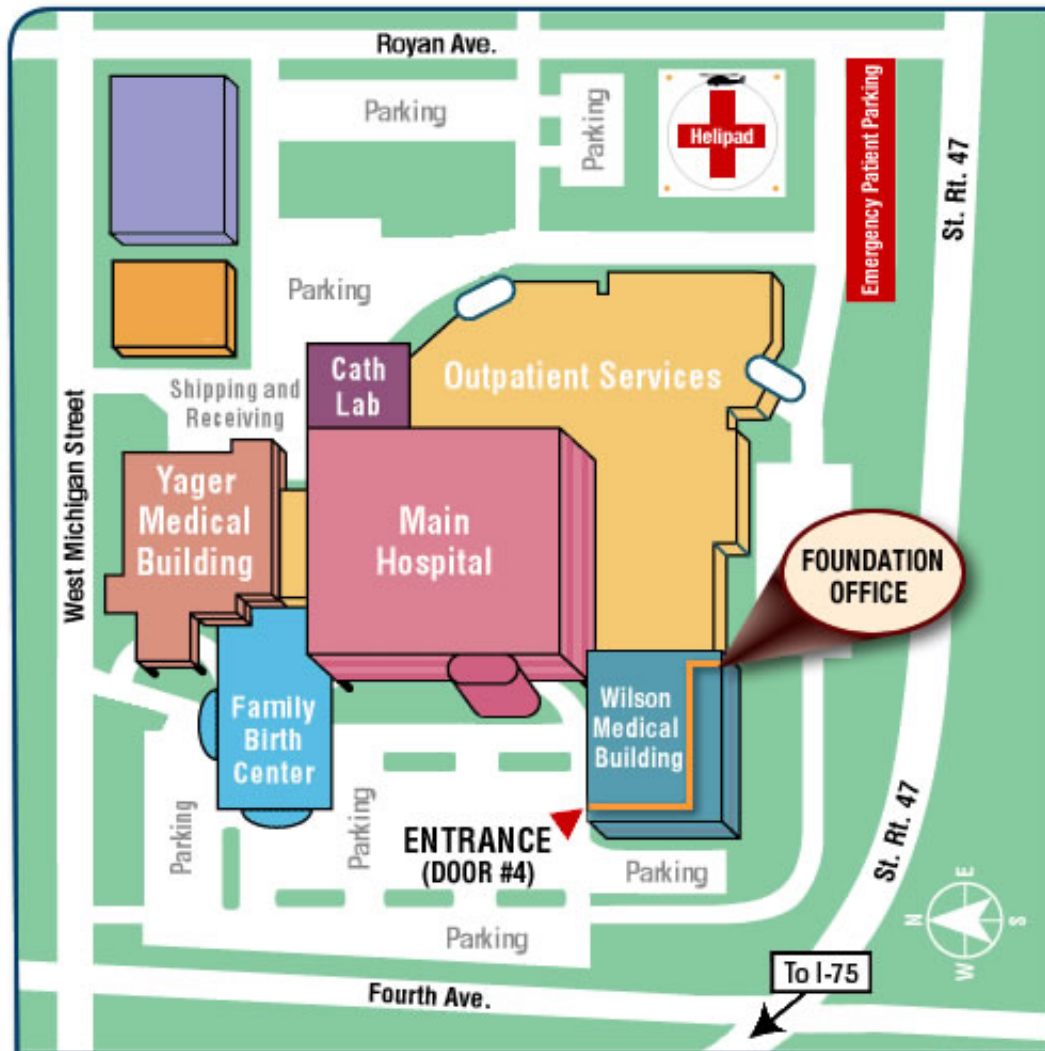 Royan Ave.
Parking
Parking
Helipad
Emergency Patient Parking
St. Rt. 47
Parking
Cath
Lab
Outpatient Services
Shipping and
Receiving
West Michigan Street
Yager
Medical
Building
Main
Hospital
FOUNDATION
OFFICE
Family
Birth
Center
Wilson
Medical
Building
Parking
Parking
ENTRANCE
(DOOR #4)
Parking
St. Rt. 47
Parking
N
E
S
W
To I-75
Fourth Ave.